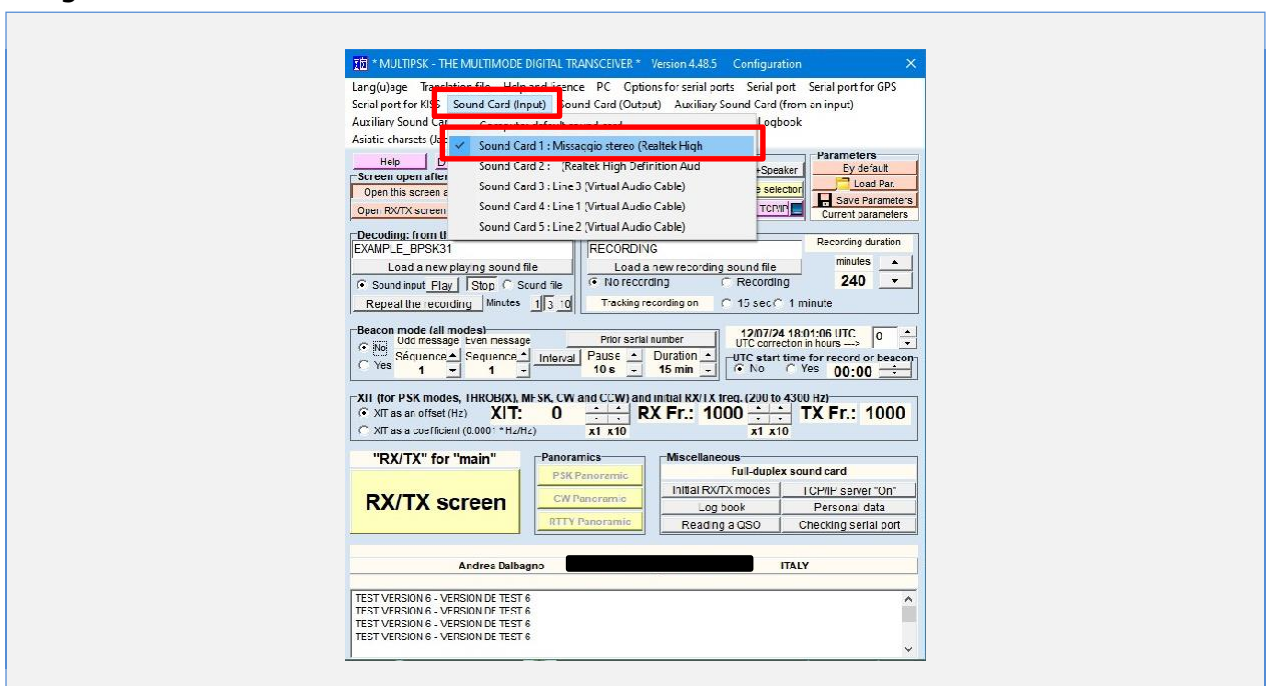 * MULTIPSK - THE MULTIMODE DIGITAL TRANSCEIVER * Version 4.48.5 Configuration
Lang(u)age Translation file Help and licence PC Options for serial ports Serial port Serial port for GPS
Serial port for KISS Sound Card (Input) Sound Card (Output) Auxiliary Sound Card (from an input)
Auxiliary Sound Logbook
Asiatic charsets
Computer default sound card
Sound Card 1 : Missaggio stereo (Realtek High
Sound Card 2 : (Realtek High Definition Aud
Sound Card 3 : Line 3 (Virtual Audio Cable)
Sound Card 4 : Line 1 (Virtual Audio Cable)
Sound Card 5 : Line 2 (Virtual Audio Cable)
Help
+Speaker
Parameters
By default
Screen open after
Open this screen
selection
Load Par.
Open RX/TX screen
TCP/IP
Save Parameters
Current parameters
Decoding: from
EXAMPLE_BPSK31
RECORDING
Recording duration
Load a new playing sound file
Load a new recording sound file
minutes
Sound input Play Stop Sound file
No recording Recording
240
Repeat the recording Minutes 1 3 10
Tracking recording on 15 sec 1 minute
Beacon mode (all modes)
Odd message Even message
Prior serial number
12/07/24 18:01:06 UTC
UTC correction in hours ---> 0
No
Yes
Séquence Sequence Interval Pause Duration
1 1 10 s 15 min
UTC start time for record or beacon
No Yes 00:00
XIT (for PSK modes, THROB(X), MFSK, CW and CCW) and initial RX/TX freq. (200 to 4300 Hz)
XIT as an offset (Hz) XIT: 0 RX Fr.: 1000 TX Fr.: 1000
XIT as a coefficient (0.0001 * Hz/Hz) x1 x10 x1 x10
"RX/TX" for "main"
RX/TX screen
Panoramics
PSK Panoramic
CW Panoramic
RTTY Panoramic
Miscellaneous
Full-duplex sound card
Initial RX/TX modes TCP/IP server "On"
Log book Personal data
Reading a QSO Checking serial port
Andrea Dalbagno ITALY
TEST VERSION 6 - VERSION DE TEST 6
TEST VERSION 6 - VERSION DE TEST 6
TEST VERSION 6 - VERSION DE TEST 6
TEST VERSION 6 - VERSION DE TEST 6